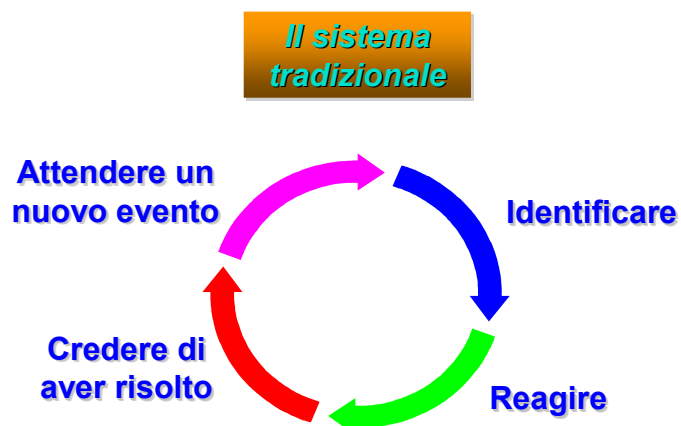 Il sistema
tradizionale
Attendere un
nuovo evento
Identificare
Credere di
aver risolto
Reagire